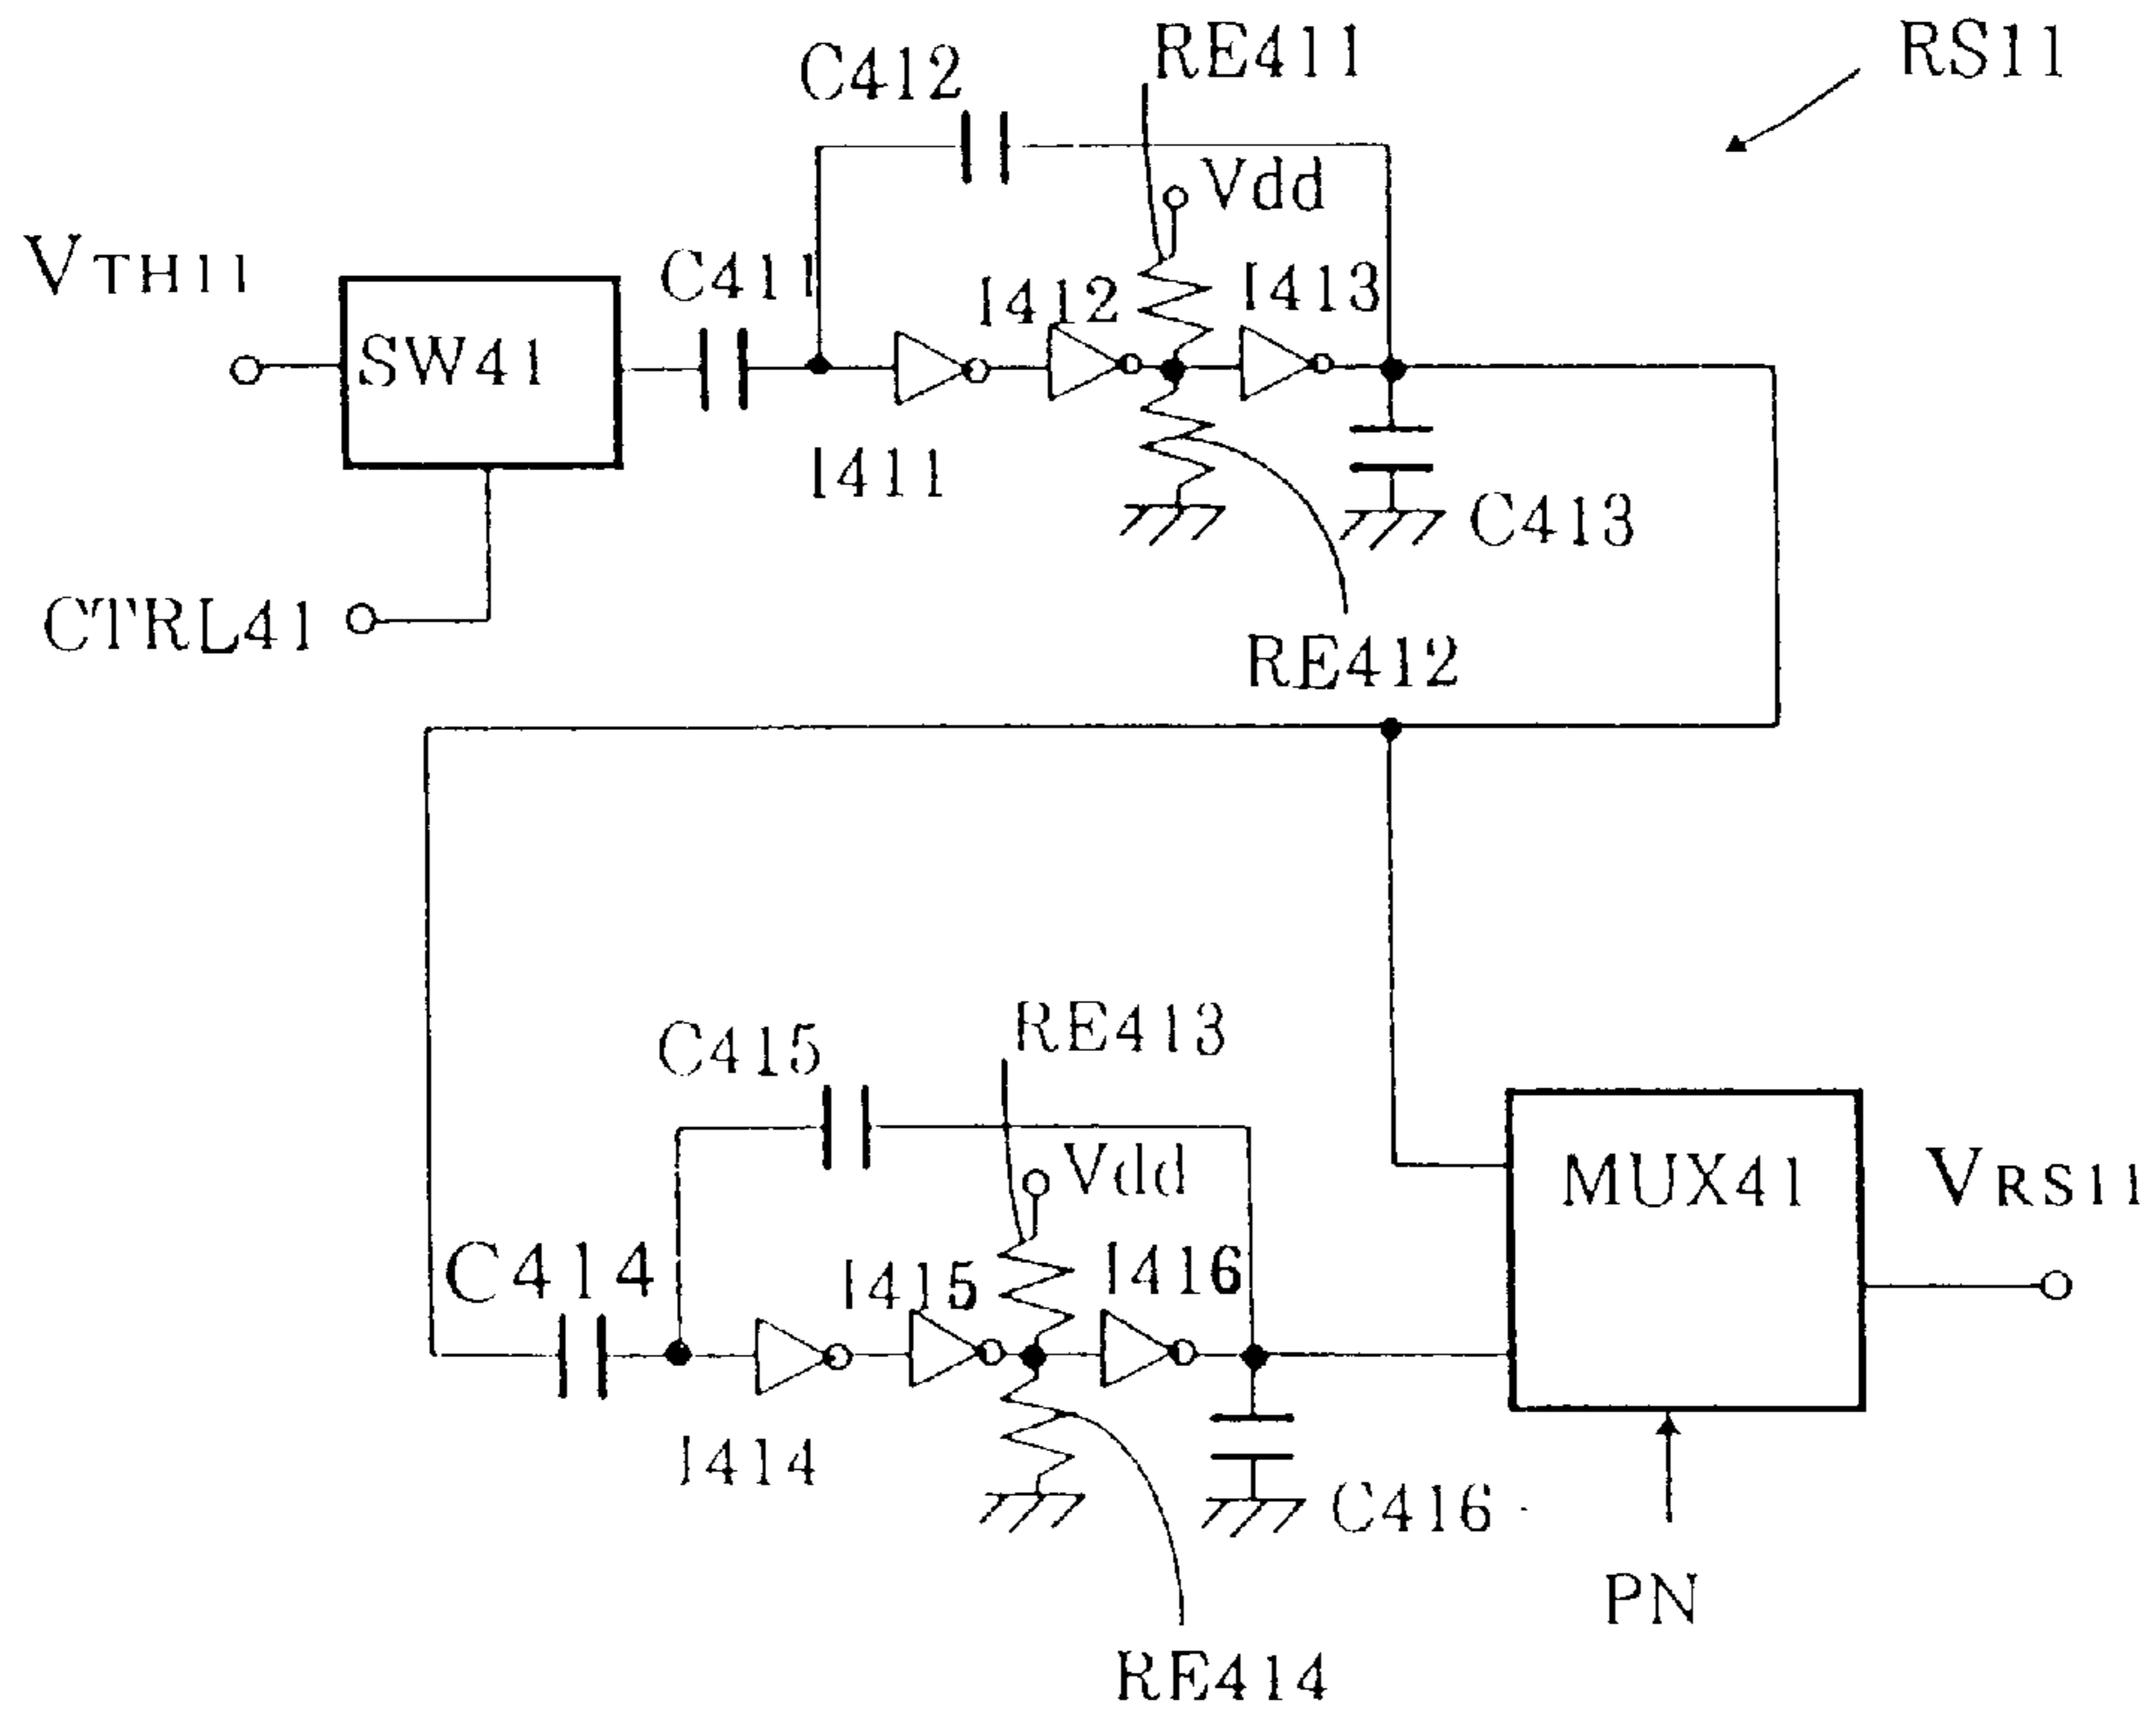 RS11
RE411
C412
Vdd
VTH11
C411
I412
I413
SW41
I411
C413
CTRL41
RE412
RE413
C415
Vdd
MUX41
VRS11
C414
I415
I416
I414
C416
PN
RE414